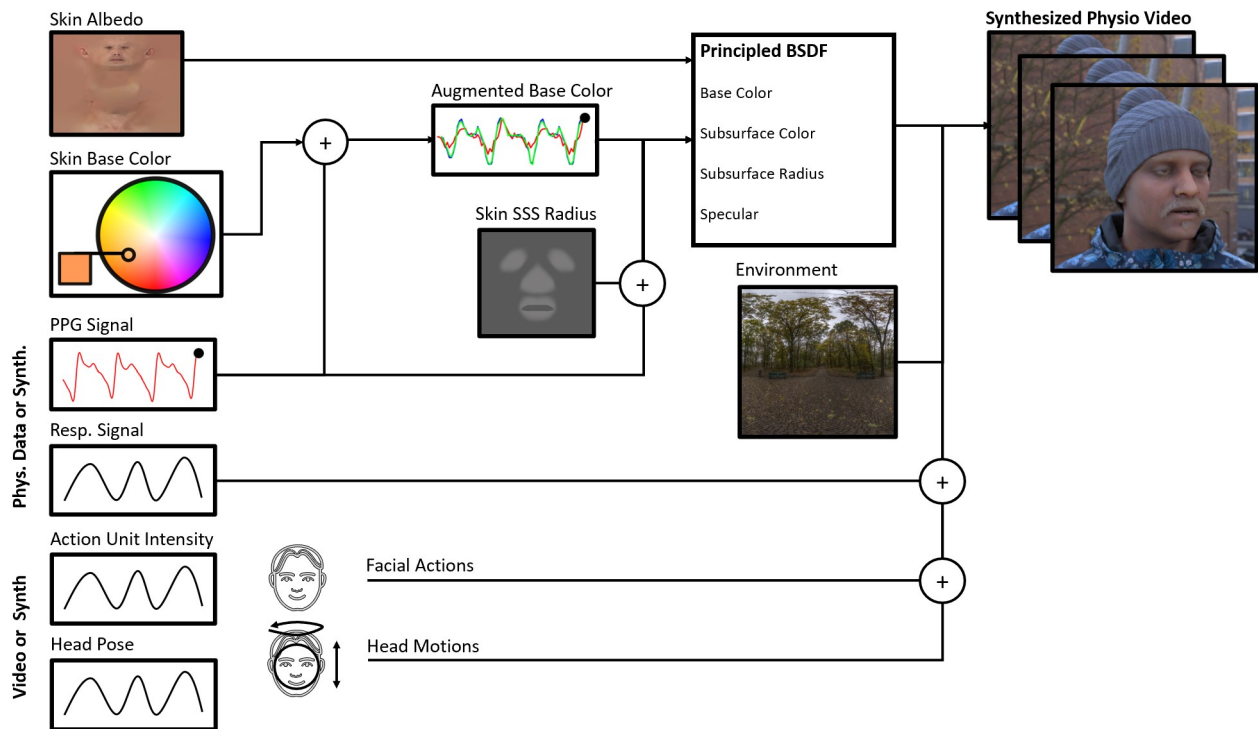 Skin Albedo
Synthesized Physio Video
Principled BSDF
Base Color
Subsurface Color
Subsurface Radius
Specular
Augmented Base Color
+
Skin Base Color
Skin SSS Radius
+
Environment
PPG Signal
Phys. Data or Synth.
Resp. Signal
+
Action Unit Intensity
Facial Actions
+
Video or Synth
Head Pose
Head Motions